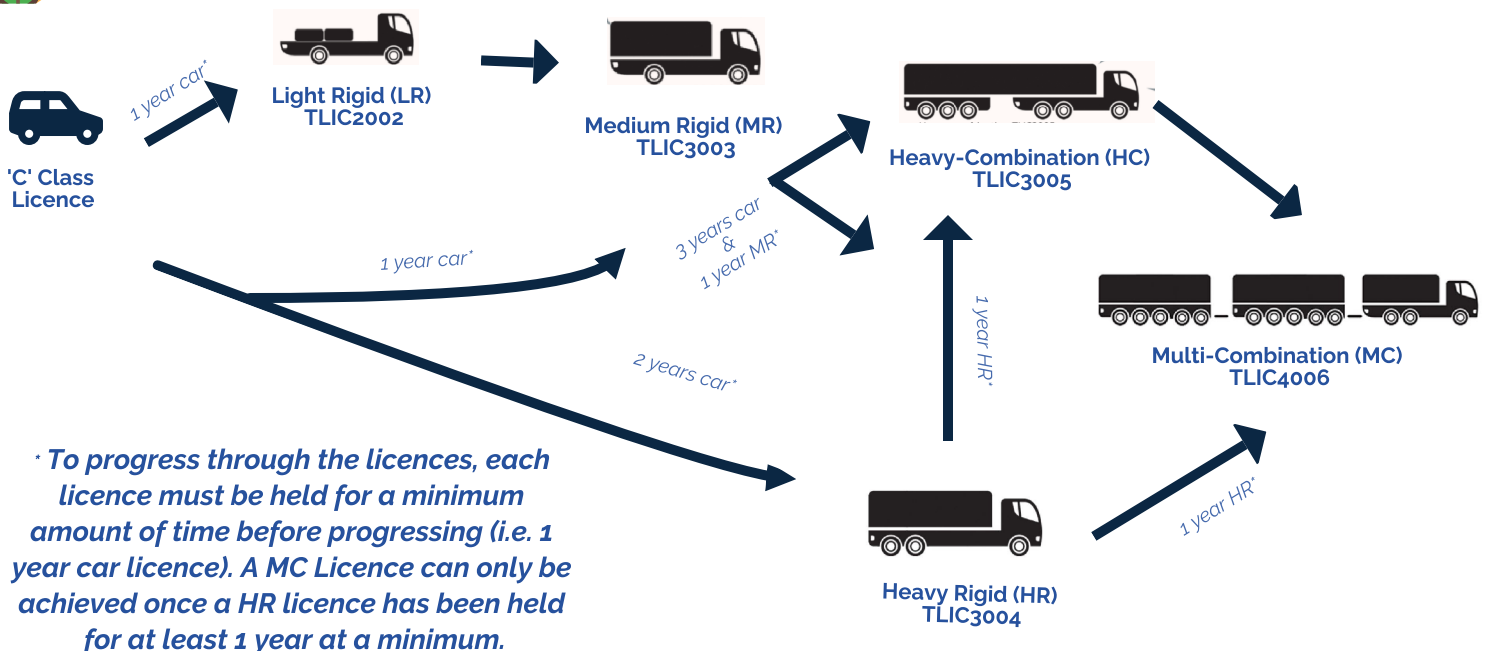 1 year car*
'C' Class
Licence
Light Rigid (LR)
TLIC2002
Medium Rigid (MR)
TLIC3003
Heavy-Combination (HC)
TLIC3005
1 year car*
3 years car
&
1 year MR*
2 years car*
1 year HR*
Multi-Combination (MC)
TLIC4006
1 year HR*
Heavy Rigid (HR)
TLIC3004
* To progress through the licences, each
licence must be held for a minimum
amount of time before progressing (i.e. 1
year car licence). A MC Licence can only be
achieved once a HR licence has been held
for at least 1 year at a minimum.